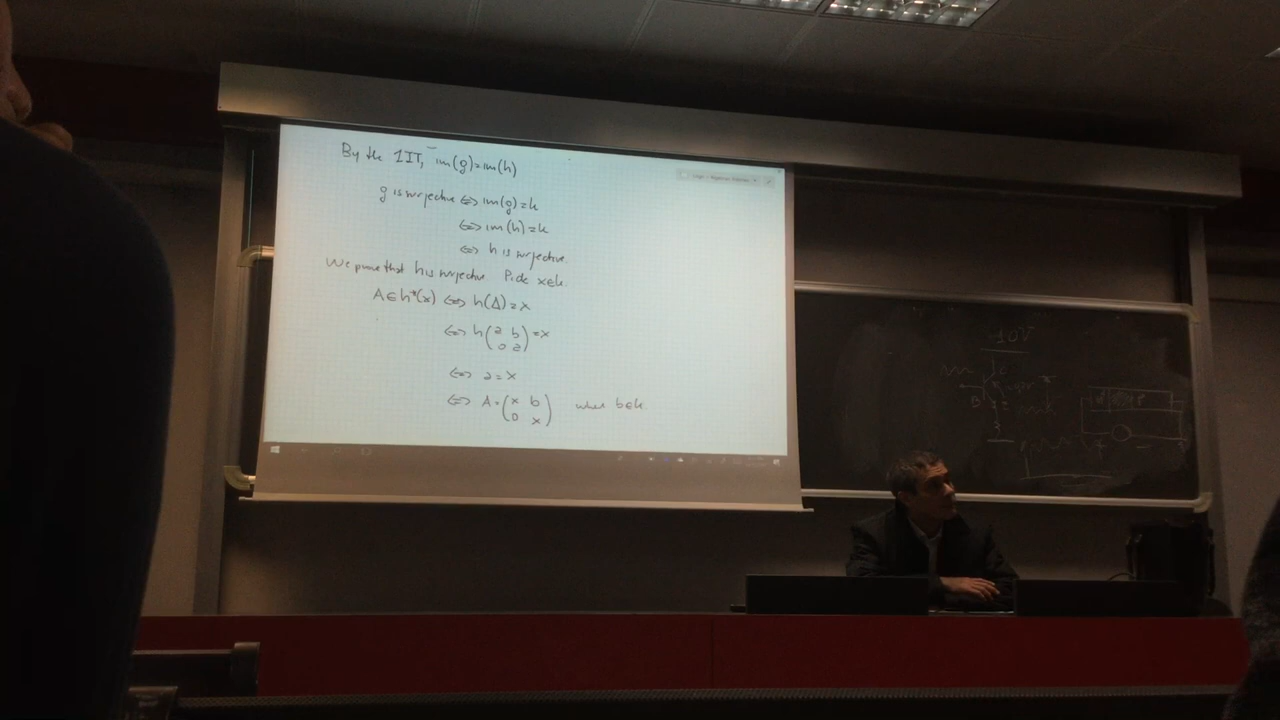 By the 1IT, im(g)=im(h)
g is surjective ⇔ im(g)=k
⇔ im(h)=k
⇔ h is surjective.
We prove that h is surjective. Pick x∈k.
A∈h*(x) ⇔ h(A)=x
⇔ h(a b
0 a)=x
⇔ a=x
⇔ A=(x b
0 x) where b∈k.
10V
B